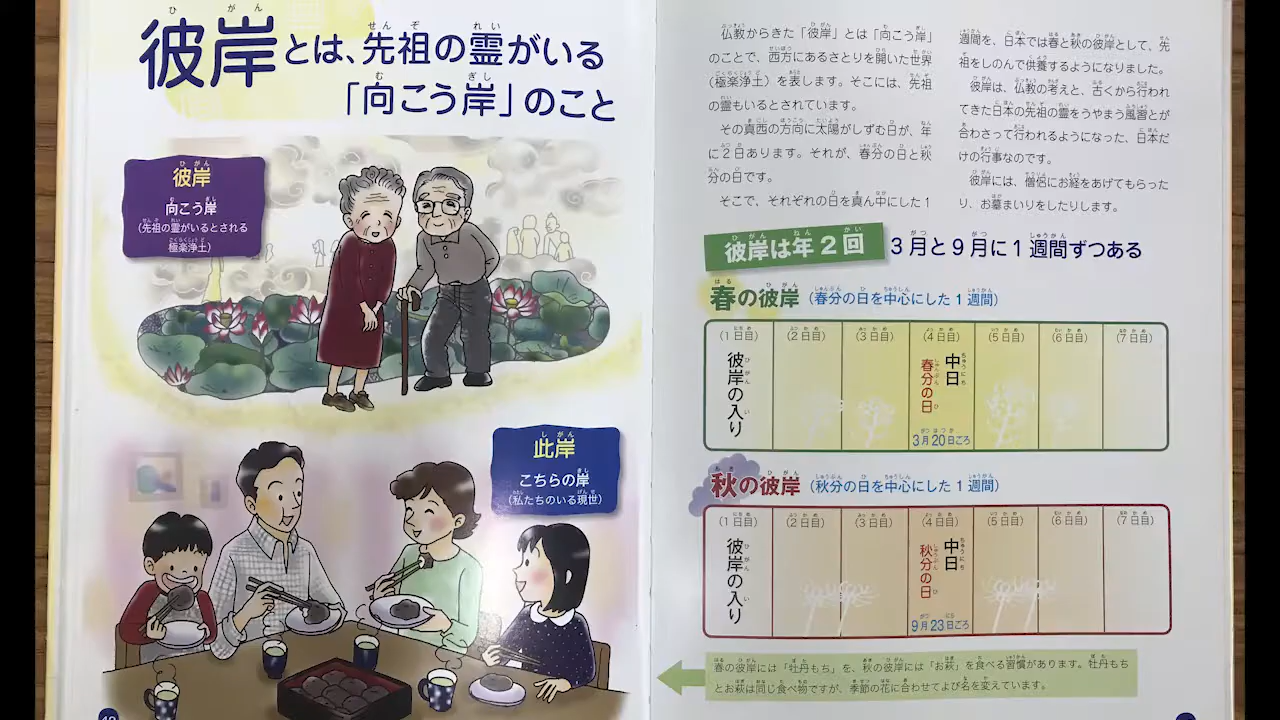 彼岸とは、先祖の霊がいる
「向こう岸」のこと
彼岸
向こう岸
(先祖の霊がいるとされる
極楽浄土)
此岸
こちらの岸
(私たちのいる現世)
仏教からきた「彼岸」とは「向こう岸」
のことで、西方にあるさとりを開いた世界
(極楽浄土)を表します。そこには、先祖
の霊もいるとされています。
その真西の方向に太陽がしずむ日が、年
に2日あります。それが、春分の日と秋
分の日です。
そこで、それぞれの日を真ん中にした1
週間を、日本では春と秋の彼岸として、先
祖をしのんで供養するようになりました。
彼岸は、仏教の考えと、古くから行われ
てきた日本の先祖の霊をうやまう風習とが
合わさって行われるようになった、日本だ
けの行事なのです。
彼岸には、僧侶にお経をあげてもらった
り、お墓まいりをしたりします。
彼岸は年2回 3月と9月に1週間ずつある
春の彼岸(春分の日を中心にした1週間)
(1日目) (2日目) (3日目) (4日目) (5日目) (6日目) (7日目)
彼岸の入り
中日
春分の日
3月20日ごろ
秋の彼岸(秋分の日を中心にした1週間)
(1日目) (2日目) (3日目) (4日目) (5日目) (6日目) (7日目)
彼岸の入り
中日
秋分の日
9月23日ごろ
春の彼岸には「牡丹もち」を、秋の彼岸には「お萩」を食べる習慣があります。牡丹もち
とお萩は同じ食べ物ですが、季節の花に合わせてよび名を変えています。